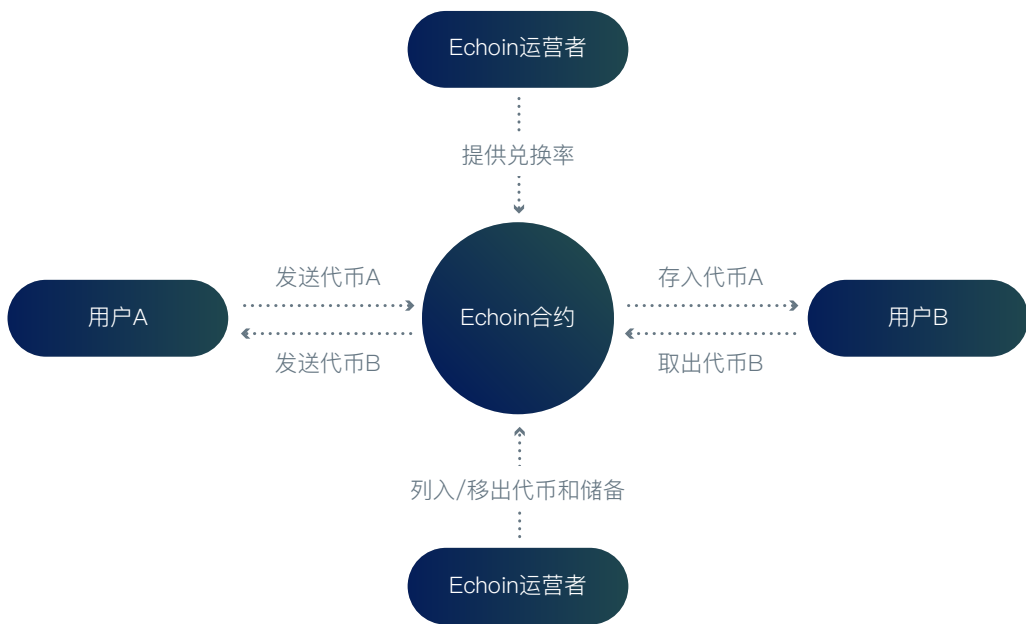 Echoin运营者
提供兑换率
发送代币A
存入代币A
用户A
Echoin合约
用户B
发送代币B
取出代币B
列入/移出代币和储备
Echoin运营者